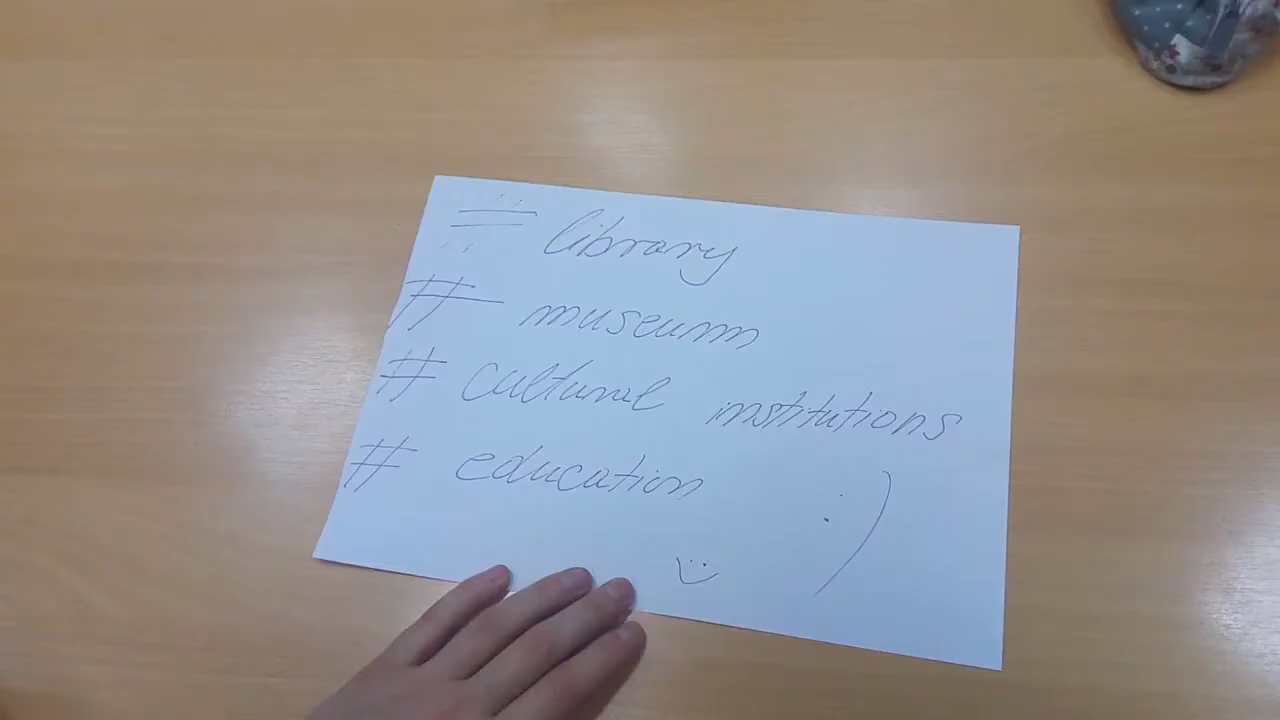 # library
# museum
# cultural institutions
# education
:)